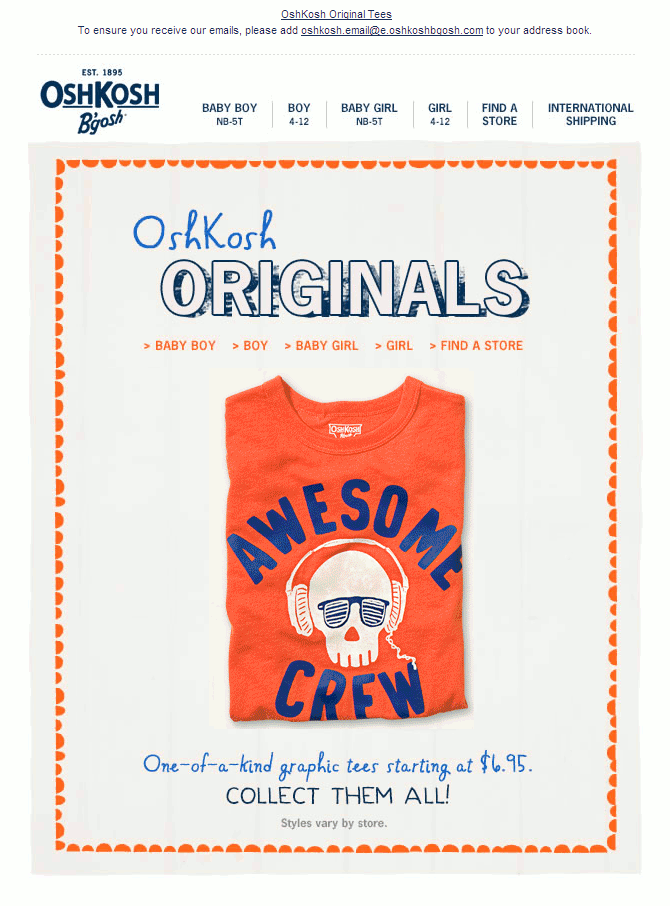 OshKosh Original Tees
To ensure you receive our emails, please add oshkosh.email@e.oshkoshbgosh.com to your address book.
EST. 1895
OSHKOSH
B'gosh
BABY BOY
NB-5T
BOY
4-12
BABY GIRL
NB-5T
GIRL
4-12
FIND A
STORE
INTERNATIONAL
SHIPPING
OshKosh
ORIGINALS
> BABY BOY > BOY > BABY GIRL > GIRL > FIND A STORE
OSHKOSH
B'gosh
AWESOME
CREW
One-of-a-kind graphic tees starting at $6.95.
COLLECT THEM ALL!
Styles vary by store.